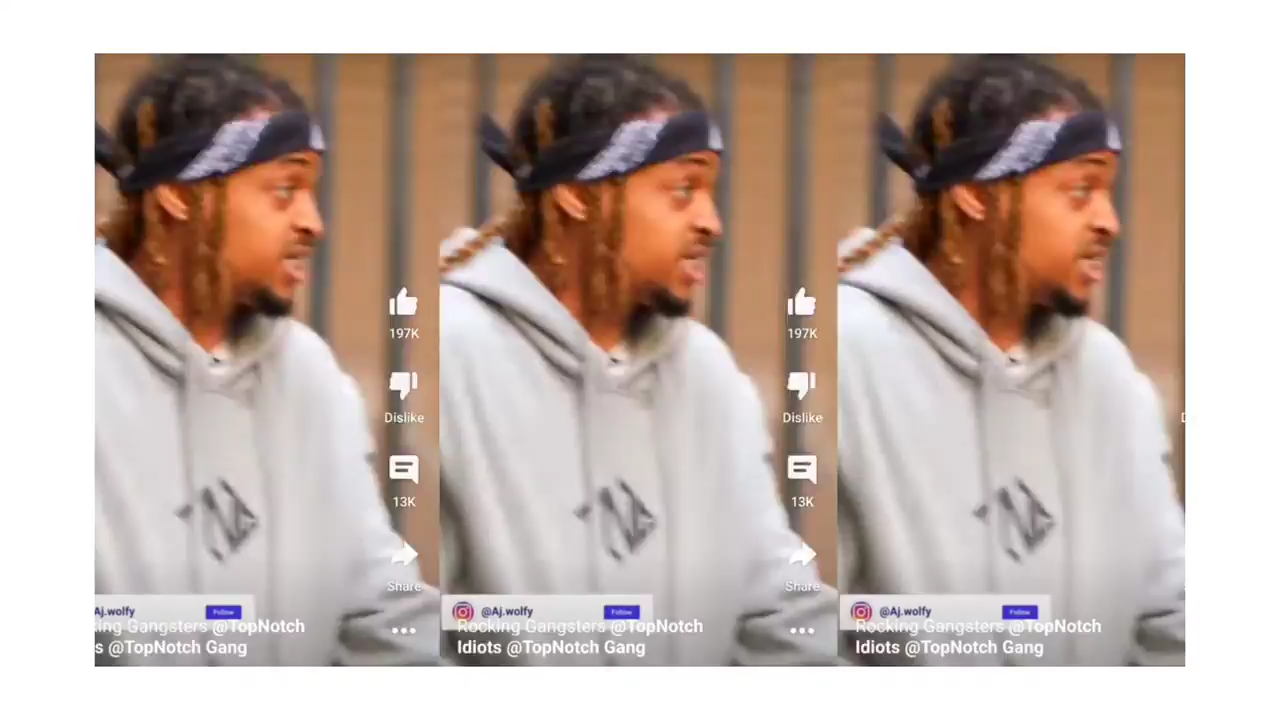 197K
197K
Dislike
Dislike
D
13K
13K
Share
Share
Aj.wolfy Follow
@Aj.wolfy Follow
@Aj.wolfy Follow
king Gangsters @TopNotch
s @TopNotch Gang
Rocking Gangsters @TopNotch
Idiots @TopNotch Gang
Rocking Gangsters @TopNotch
Idiots @TopNotch Gang